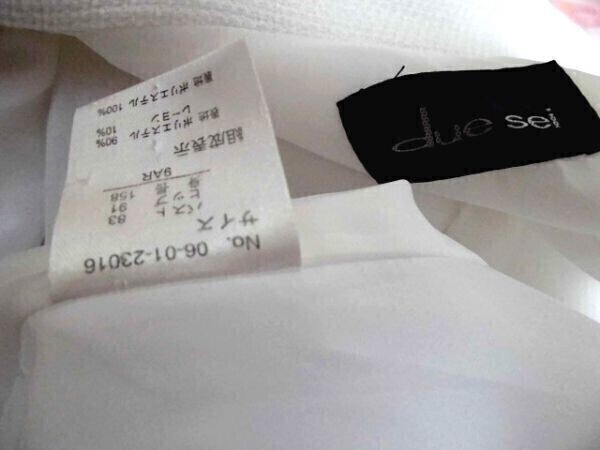 due sei
No. 06-01-23016
サイズ
バスト 83
ヒップ 91
身長 158
9AR
組成表示
表地 ポリエステル 90%
レーヨン 10%
裏地 ポリエステル 100%